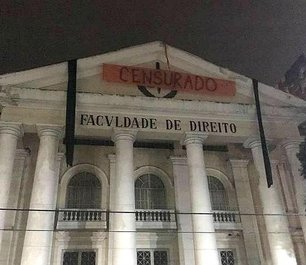 CENSURADO
FACVLDADE DE DIREITO